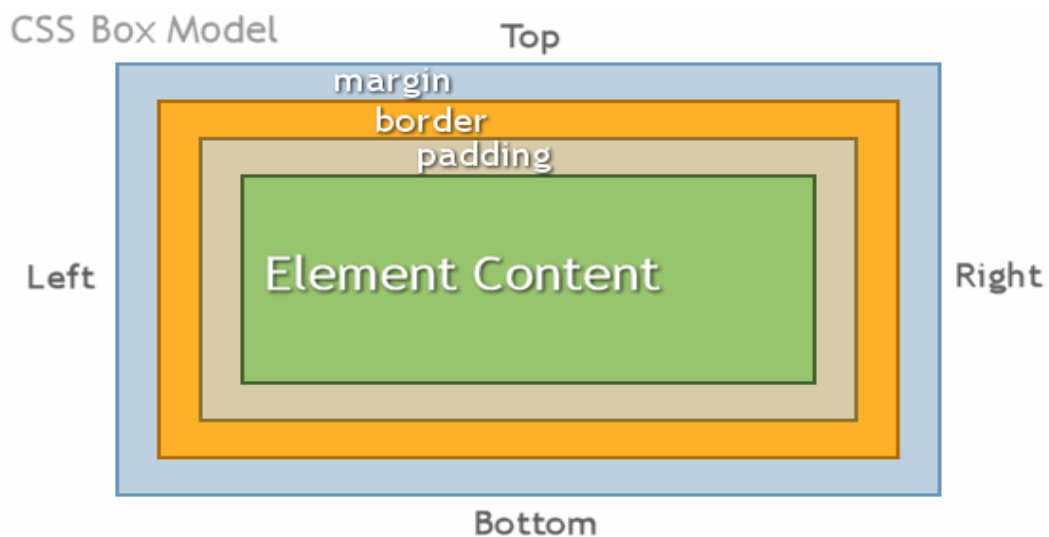 CSS Box Model
Top
margin
border
padding
Left
Element Content
Right
Bottom